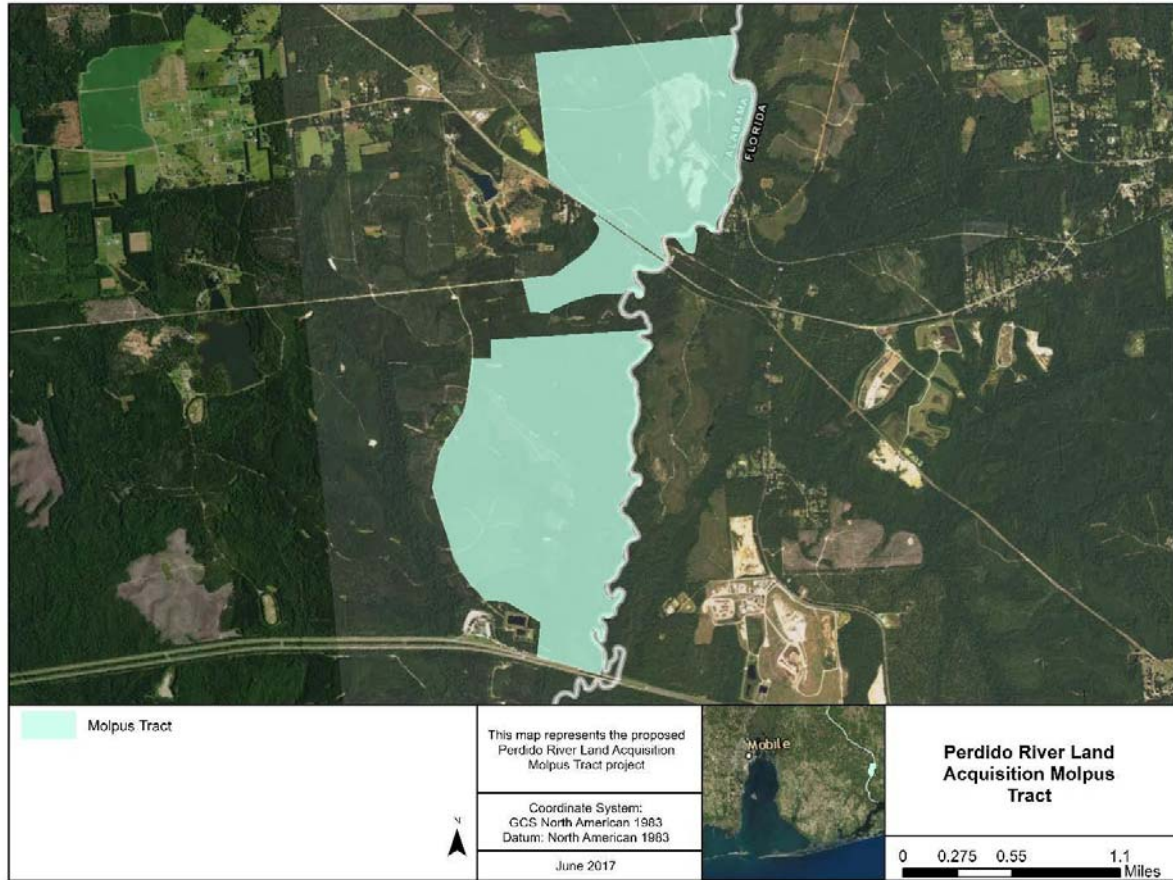 ALABAMA
FLORIDA
Molpus Tract
This map represents the proposed
Perdido River Land Acquisition
Molpus Tract project
Coordinate System:
GCS North American 1983
Datum: North American 1983
June 2017
N
Mobile
Perdido River Land
Acquisition Molpus
Tract
0 0.275 0.55 1.1
Miles